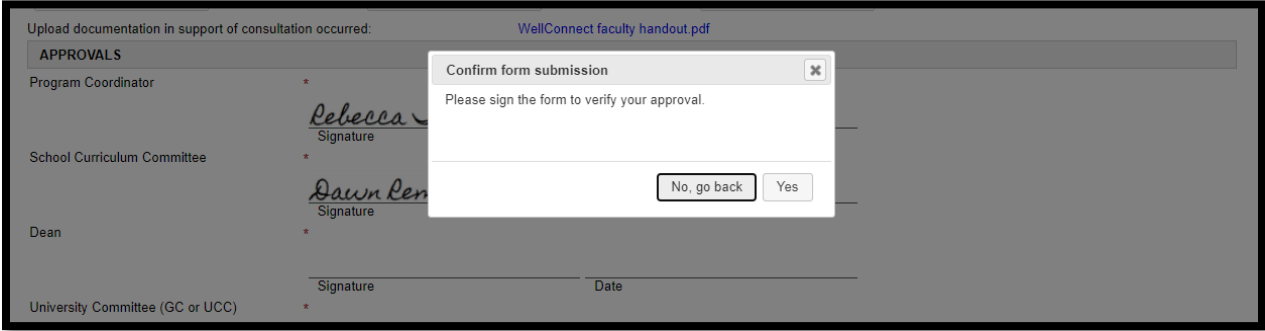 Upload documentation in support of consultation occurred: WellConnect faculty handout.pdf
APPROVALS
Confirm form submission
Program Coordinator *
Please sign the form to verify your approval.
Rebecca
Signature
School Curriculum Committee *
No, go back Yes
Dawn
Signature
Dean *
Signature Date
University Committee (GC or UCC) *